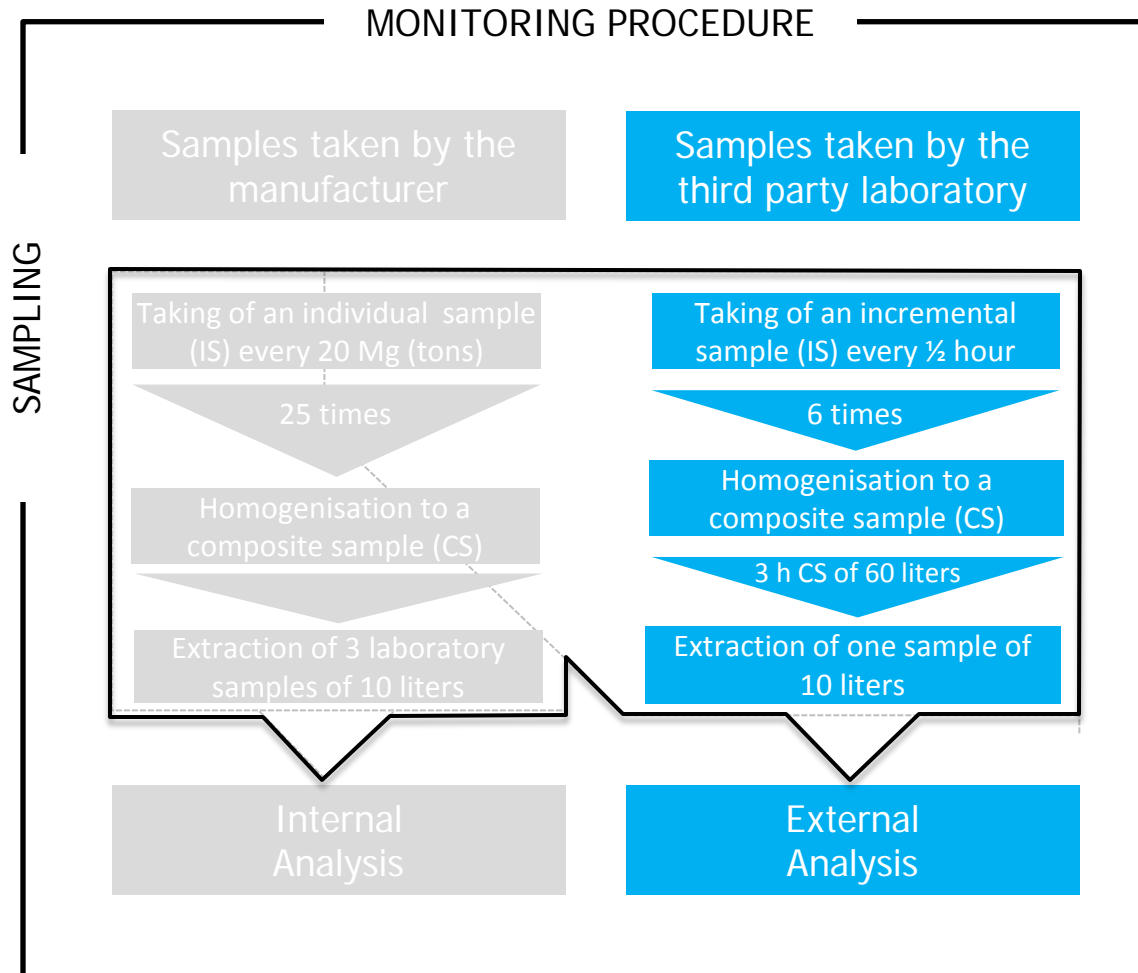 MONITORING PROCEDURE
SAMPLING
Samples taken by the
manufacturer
Taking of an individual sample
(IS) every 20 Mg (tons)
25 times
Homogenisation to a
composite sample (CS)
Extraction of 3 laboratory
samples of 10 liters
Internal
Analysis
Samples taken by the
third party laboratory
Taking of an incremental
sample (IS) every ½ hour
6 times
Homogenisation to a
composite sample (CS)
3 h CS of 60 liters
Extraction of one sample of
10 liters
External
Analysis